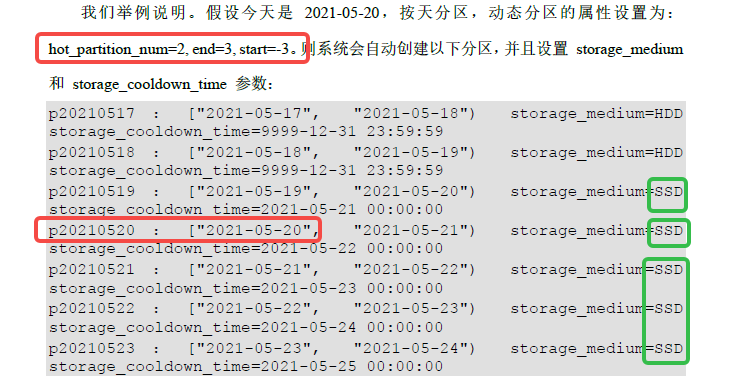 我们举例说明。假设今天是 2021-05-20，按天分区，动态分区的属性设置为：
hot_partition_num=2, end=3, start=-3。则系统会自动创建以下分区，并且设置 storage_medium
和 storage_cooldown_time 参数：
p20210517 : ["2021-05-17", "2021-05-18") storage_medium=HDD
storage_cooldown_time=9999-12-31 23:59:59
p20210518 : ["2021-05-18", "2021-05-19") storage_medium=HDD
storage_cooldown_time=9999-12-31 23:59:59
p20210519 : ["2021-05-19", "2021-05-20") storage_medium=SSD
storage_cooldown_time=2021-05-21 00:00:00
p20210520 : ["2021-05-20", "2021-05-21") storage_medium=SSD
storage_cooldown_time=2021-05-22 00:00:00
p20210521 : ["2021-05-21", "2021-05-22") storage_medium=SSD
storage_cooldown_time=2021-05-23 00:00:00
p20210522 : ["2021-05-22", "2021-05-23") storage_medium=SSD
storage_cooldown_time=2021-05-24 00:00:00
p20210523 : ["2021-05-23", "2021-05-24") storage_medium=SSD
storage_cooldown_time=2021-05-25 00:00:00